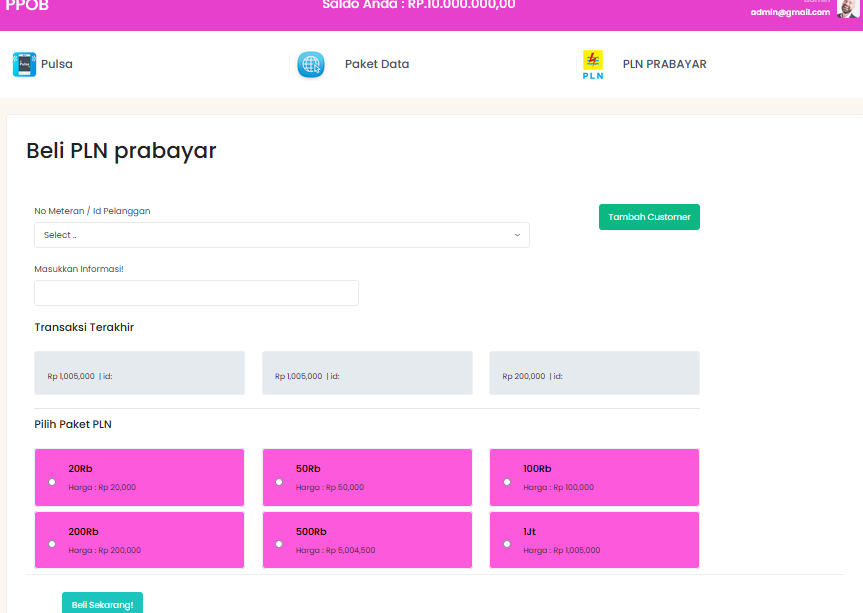 PPOB
Saldo Anda : RP.10.000.000,00
admin
admin@gmail.com
Pulsa
Pulsa
Paket Data
PLN
PLN PRABAYAR
Beli PLN prabayar
No Meteran / Id Pelanggan
Tambah Customer
Select ..
Masukkan Informasi!
Transaksi Terakhir
Rp 1,005,000 | id:
Rp 1,005,000 | id:
Rp 200,000 | id:
Pilih Paket PLN
20Rb
Harga : Rp 20,000
50Rb
Harga : Rp 50,000
100Rb
Harga : Rp 100,000
200Rb
Harga : Rp 200,000
500Rb
Harga : Rp 5,004,500
1Jt
Harga : Rp 1,005,000
Beli Sekarang!